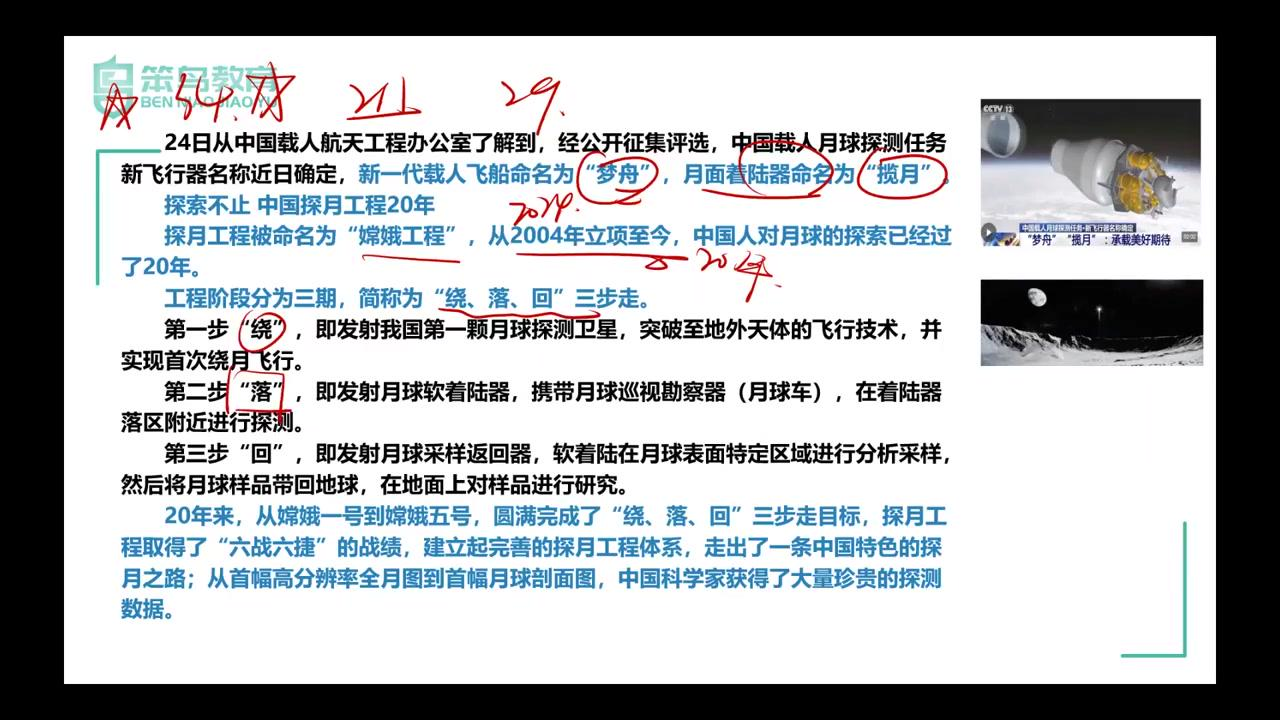 笨鸟教育
BEN NIAO JIAO YU
24日从中国载人航天工程办公室了解到，经公开征集评选，中国载人月球探测任务
新飞行器名称近日确定，新一代载人飞船命名为“梦舟”，月面着陆器命名为“揽月”。
探索不止 中国探月工程20年
2024.
探月工程被命名为“嫦娥工程”，从2004年立项至今，中国人对月球的探索已经过
了20年。
20年.
工程阶段分为三期，简称为“绕、落、回”三步走。
第一步“绕”，即发射我国第一颗月球探测卫星，突破至地外天体的飞行技术，并
实现首次绕月飞行。
第二步“落”，即发射月球软着陆器，携带月球巡视勘察器（月球车），在着陆器
落区附近进行探测。
第三步“回”，即发射月球采样返回器，软着陆在月球表面特定区域进行分析采样，
然后将月球样品带回地球，在地面上对样品进行研究。
20年来，从嫦娥一号到嫦娥五号，圆满完成了“绕、落、回”三步走目标，探月工
程取得了“六战六捷”的战绩，建立起完善的探月工程体系，走出了一条中国特色的探
月之路；从首幅高分辨率全月图到首幅月球剖面图，中国科学家获得了大量珍贵的探测
数据。
CCTV 13
中国载人月球探测任务新飞行器名称确定
“梦舟”“揽月”：承载美好期待